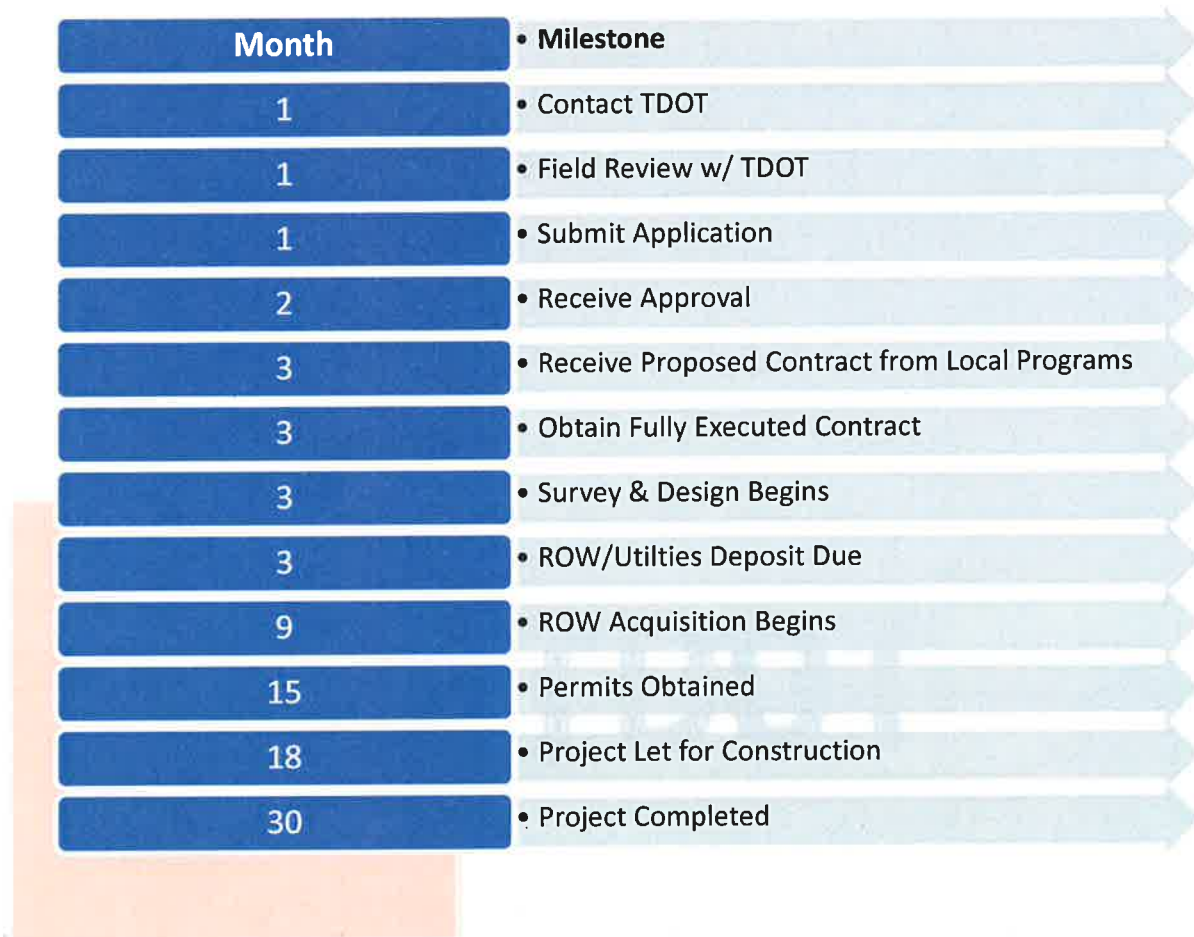 Month
• Milestone
1
• Contact TDOT
1
• Field Review w/ TDOT
1
• Submit Application
2
• Receive Approval
3
• Receive Proposed Contract from Local Programs
3
• Obtain Fully Executed Contract
3
• Survey & Design Begins
3
• ROW/Utilties Deposit Due
9
• ROW Acquisition Begins
15
• Permits Obtained
18
• Project Let for Construction
30
• Project Completed